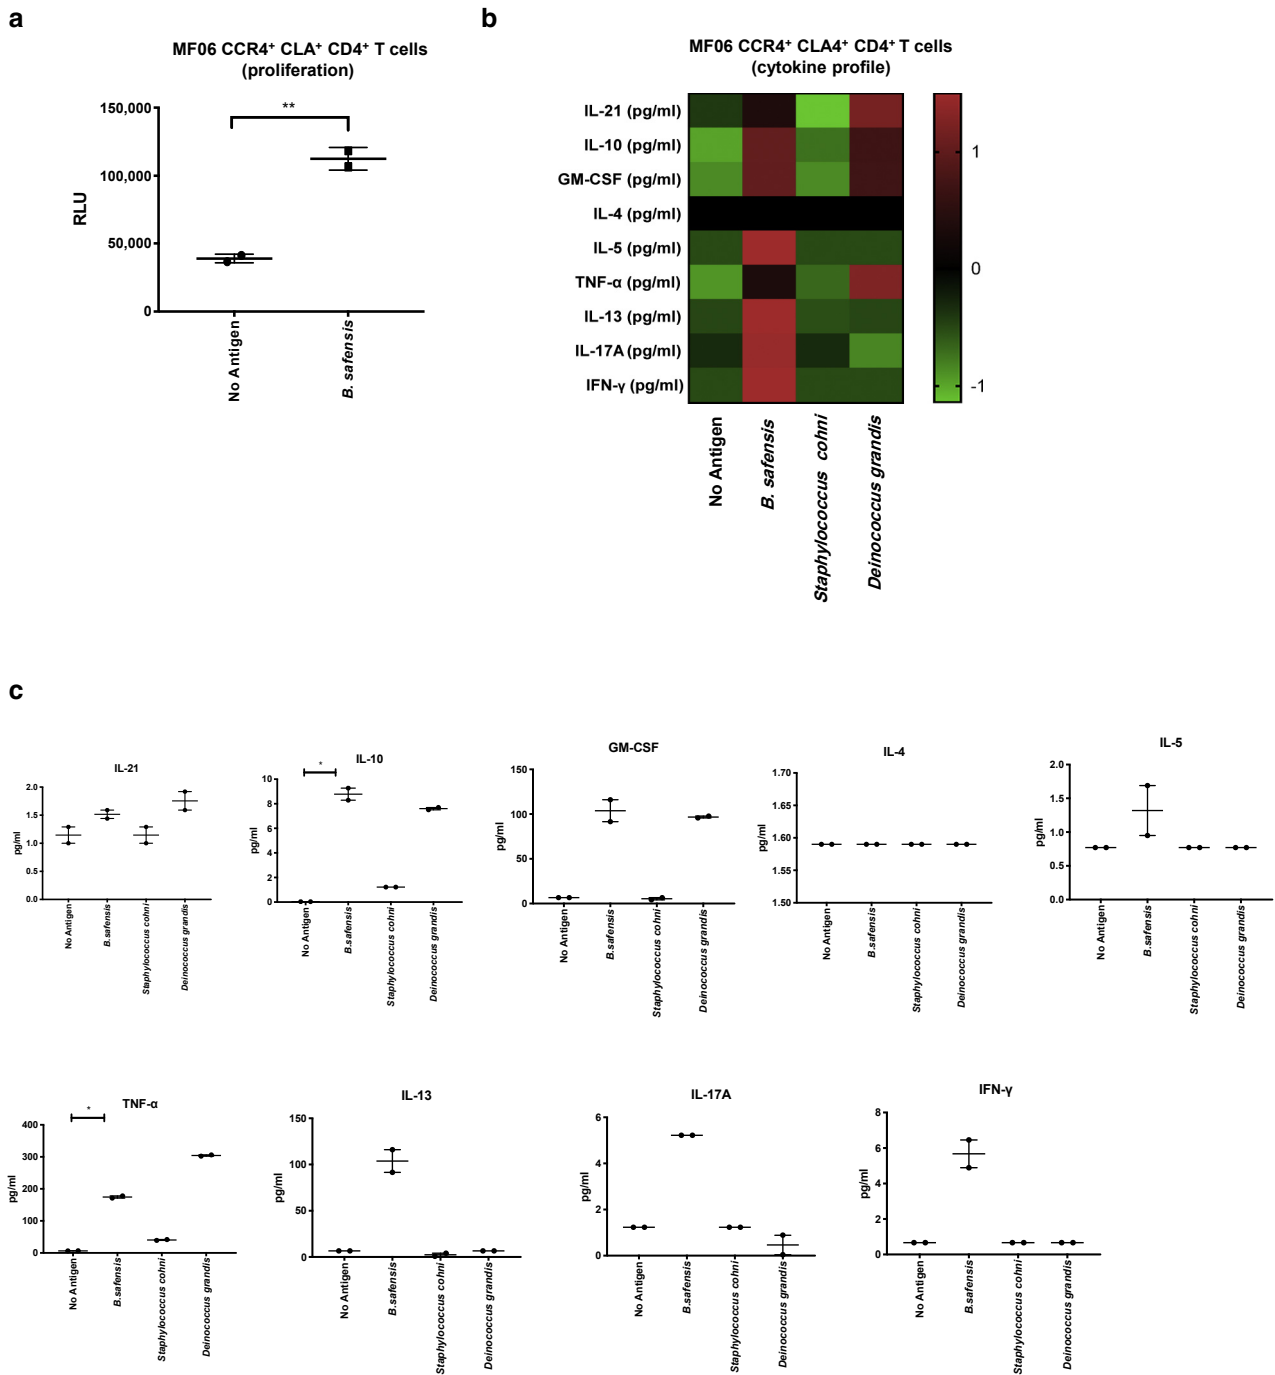 a
MF06 CCR4+ CLA+ CD4+ T cells
(proliferation)
RLU
150,000
100,000
50,000
0
**
No Antigen
B. safensis
b
MF06 CCR4+ CLA4+ CD4+ T cells
(cytokine profile)
IL-21 (pg/ml)
IL-10 (pg/ml)
GM-CSF (pg/ml)
IL-4 (pg/ml)
IL-5 (pg/ml)
TNF-α (pg/ml)
IL-13 (pg/ml)
IL-17A (pg/ml)
IFN-γ (pg/ml)
1
0
-1
No Antigen
B. safensis
Staphylococcus cohni
Deinococcus grandis
c
IL-21
pg/ml
2.0
1.5
1.0
0.5
0.0
No Antigen
B.safensis
Staphylococcus cohni
Deinococcus grandis
IL-10
*
pg/ml
10
8
6
4
2
0
No Antigen
B.safensis
Staphylococcus cohni
Deinococcus grandis
GM-CSF
pg/ml
150
100
50
0
No Antigen
B.safensis
Staphylococcus cohni
Deinococcus grandis
IL-4
pg/ml
1.70
1.65
1.60
1.55
1.50
No Antigen
B.safensis
Staphylococcus cohni
Deinococcus grandis
IL-5
pg/ml
2.0
1.5
1.0
0.5
0.0
No Antigen
B.safensis
Staphylococcus cohni
Deinococcus grandis
TNF-α
*
pg/ml
400
300
200
100
0
No Antigen
B.safensis
Staphylococcus cohni
Deinococcus grandis
IL-13
pg/ml
150
100
50
0
No Antigen
B.safensis
Staphylococcus cohni
Deinococcus grandis
IL-17A
pg/ml
6
4
2
0
No Antigen
B.safensis
Staphylococcus cohni
Deinococcus grandis
IFN-γ
pg/ml
8
6
4
2
0
No Antigen
B.safensis
Staphylococcus cohni
Deinococcus grandis